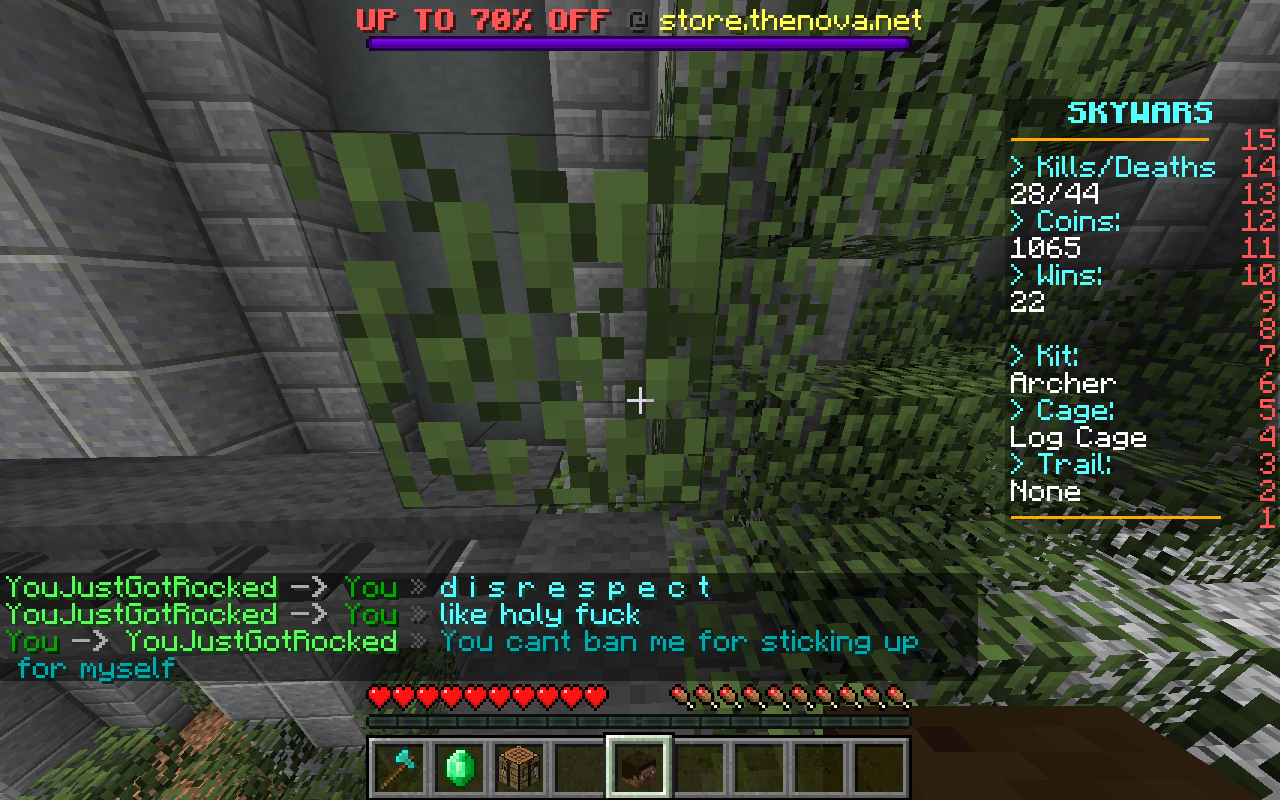 UP TO 70% OFF @ store.thenova.net
SKYWARS
15
> Kills/Deaths 14
28/44 13
> Coins: 12
1065 11
> Wins: 10
22 9
8
> Kit: 7
Archer 6
> Cage: 5
Log Cage 4
> Trail: 3
None 2
1
YouJustGotRocked —> You » d i s r e s p e c t
YouJustGotRocked —> You » like holy fuck
You —> YouJustGotRocked » You cant ban me for sticking up
for myself